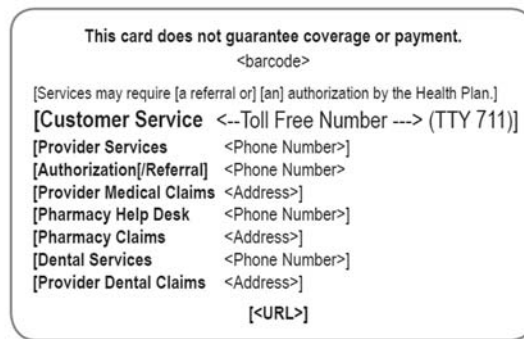 This card does not guarantee coverage or payment.
<barcode>
[Services may require [a referral or] [an] authorization by the Health Plan.]
[Customer Service <--Toll Free Number ---> (TTY 711)]
[Provider Services <Phone Number>]
[Authorization[/Referral] <Phone Number>
[Provider Medical Claims <Address>]
[Pharmacy Help Desk <Phone Number>]
[Pharmacy Claims <Address>]
[Dental Services <Phone Number>]
[Provider Dental Claims <Address>]
[<URL>]